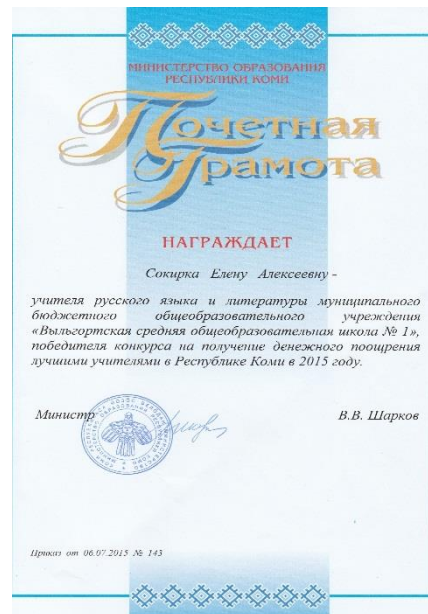 МИНИСТЕРСТВО ОБРАЗОВАНИЯ
РЕСПУБЛИКИ КОМИ
Почетная
Грамота
НАГРАЖДАЕТ
Сокирка Елену Алексеевну -
учителя русского языка и литературы муниципального
бюджетного общеобразовательного учреждения
«Выльгортская средняя общеобразовательная школа № 1»,
победителя конкурса на получение денежного поощрения
лучшими учителями в Республике Коми в 2015 году.
Министр В.В. Шарков
Приказ от 06.07.2015 № 143